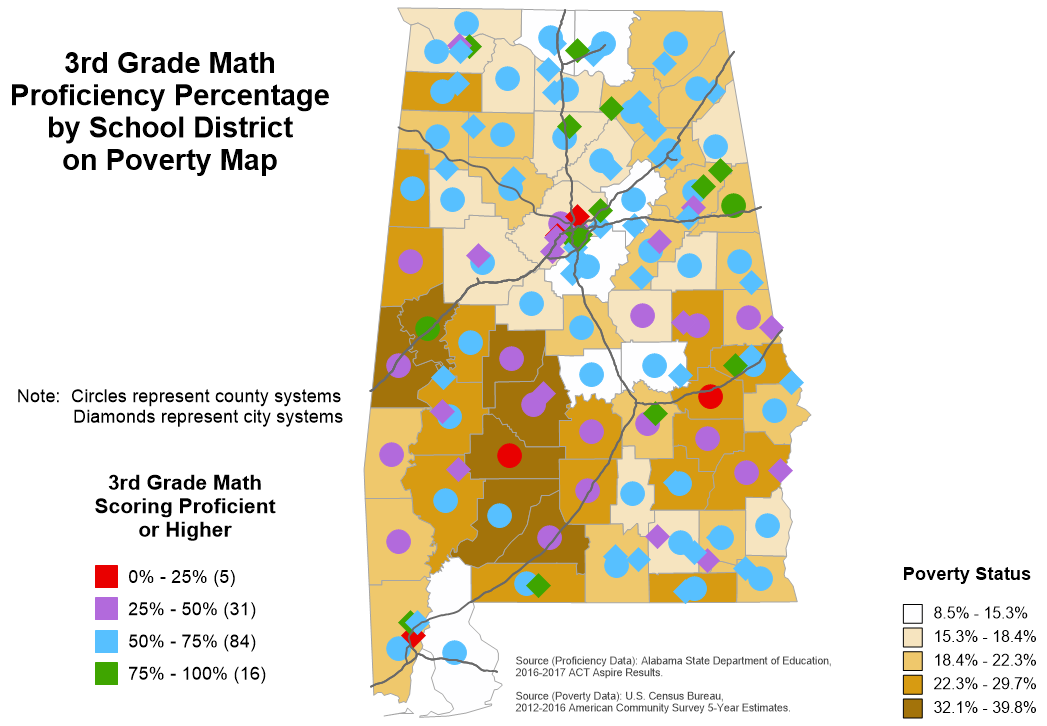 3rd Grade Math
Proficiency Percentage
by School District
on Poverty Map
Note: Circles represent county systems
Diamonds represent city systems
3rd Grade Math
Scoring Proficient
or Higher
0% - 25% (5)
25% - 50% (31)
50% - 75% (84)
75% - 100% (16)
Source (Proficiency Data): Alabama State Department of Education,
2016-2017 ACT Aspire Results.
Source (Poverty Data): U.S. Census Bureau,
2012-2016 American Community Survey 5-Year Estimates.
Poverty Status
8.5% - 15.3%
15.3% - 18.4%
18.4% - 22.3%
22.3% - 29.7%
32.1% - 39.8%